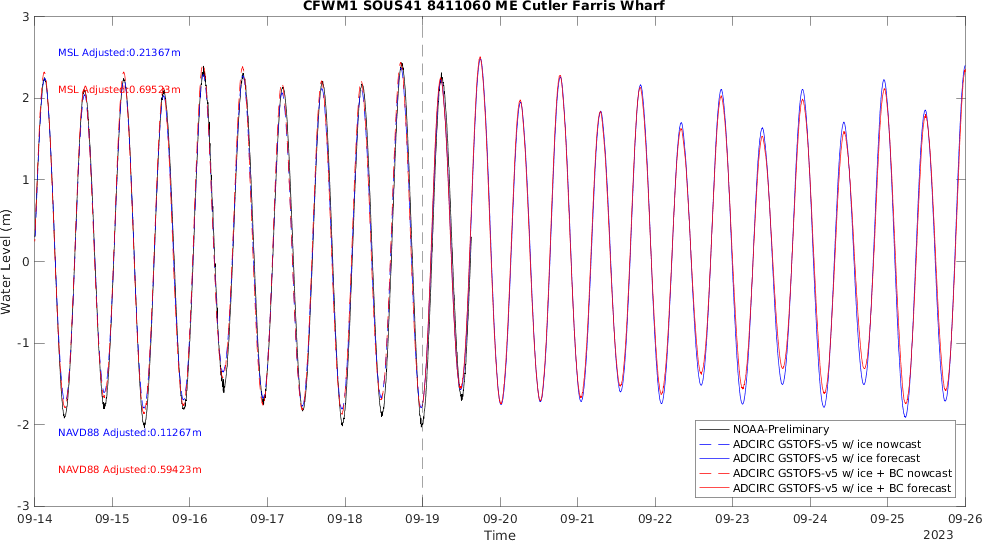 CFWM1 SOUS41 8411060 ME Cutler Farris Wharf
3
MSL Adjusted:0.21367m
MSL Adjusted:0.69523m
2
1
0
-1
-2
-3
Water Level (m)
NAVD88 Adjusted:0.11267m
NAVD88 Adjusted:0.59423m
NOAA-Preliminary
ADCIRC GSTOFS-v5 w/ ice nowcast
ADCIRC GSTOFS-v5 w/ ice forecast
ADCIRC GSTOFS-v5 w/ ice + BC nowcast
ADCIRC GSTOFS-v5 w/ ice + BC forecast
09-14 09-15 09-16 09-17 09-18 09-19 09-20 09-21 09-22 09-23 09-24 09-25 09-26
Time
2023